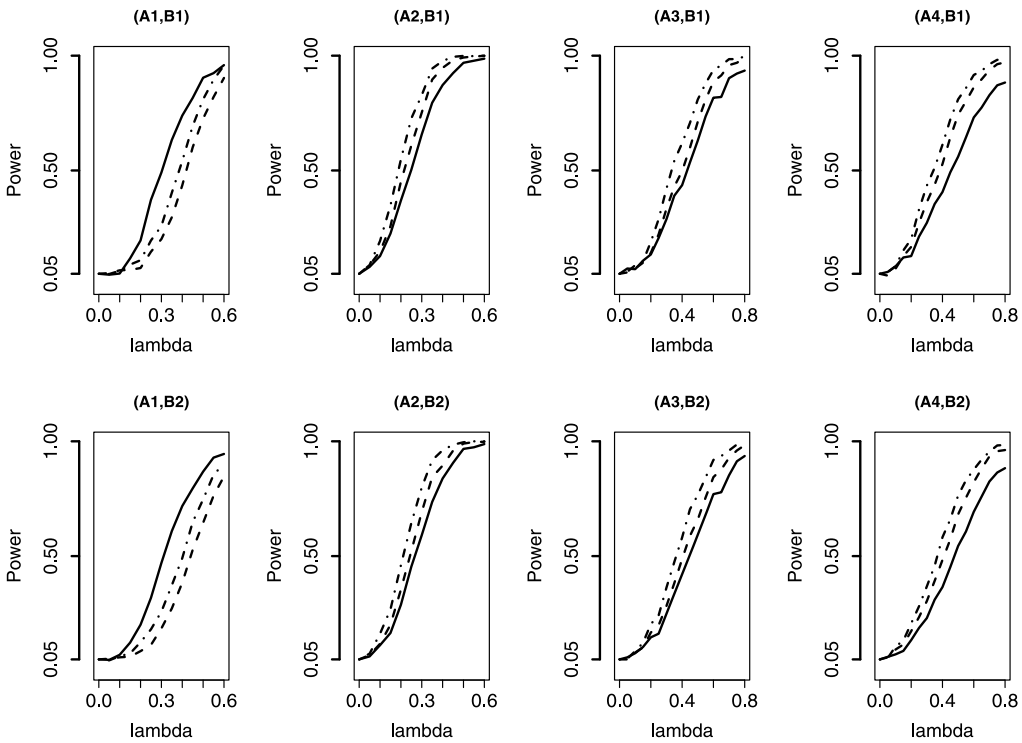 (A1,B1)
Power
1.00
0.50
0.05
0.0 0.3 0.6
lambda
(A2,B1)
Power
1.00
0.50
0.05
0.0 0.3 0.6
lambda
(A3,B1)
Power
1.00
0.50
0.05
0.0 0.4 0.8
lambda
(A4,B1)
Power
1.00
0.50
0.05
0.0 0.4 0.8
lambda
(A1,B2)
Power
1.00
0.50
0.05
0.0 0.3 0.6
lambda
(A2,B2)
Power
1.00
0.50
0.05
0.0 0.3 0.6
lambda
(A3,B2)
Power
1.00
0.50
0.05
0.0 0.4 0.8
lambda
(A4,B2)
Power
1.00
0.50
0.05
0.0 0.4 0.8
lambda